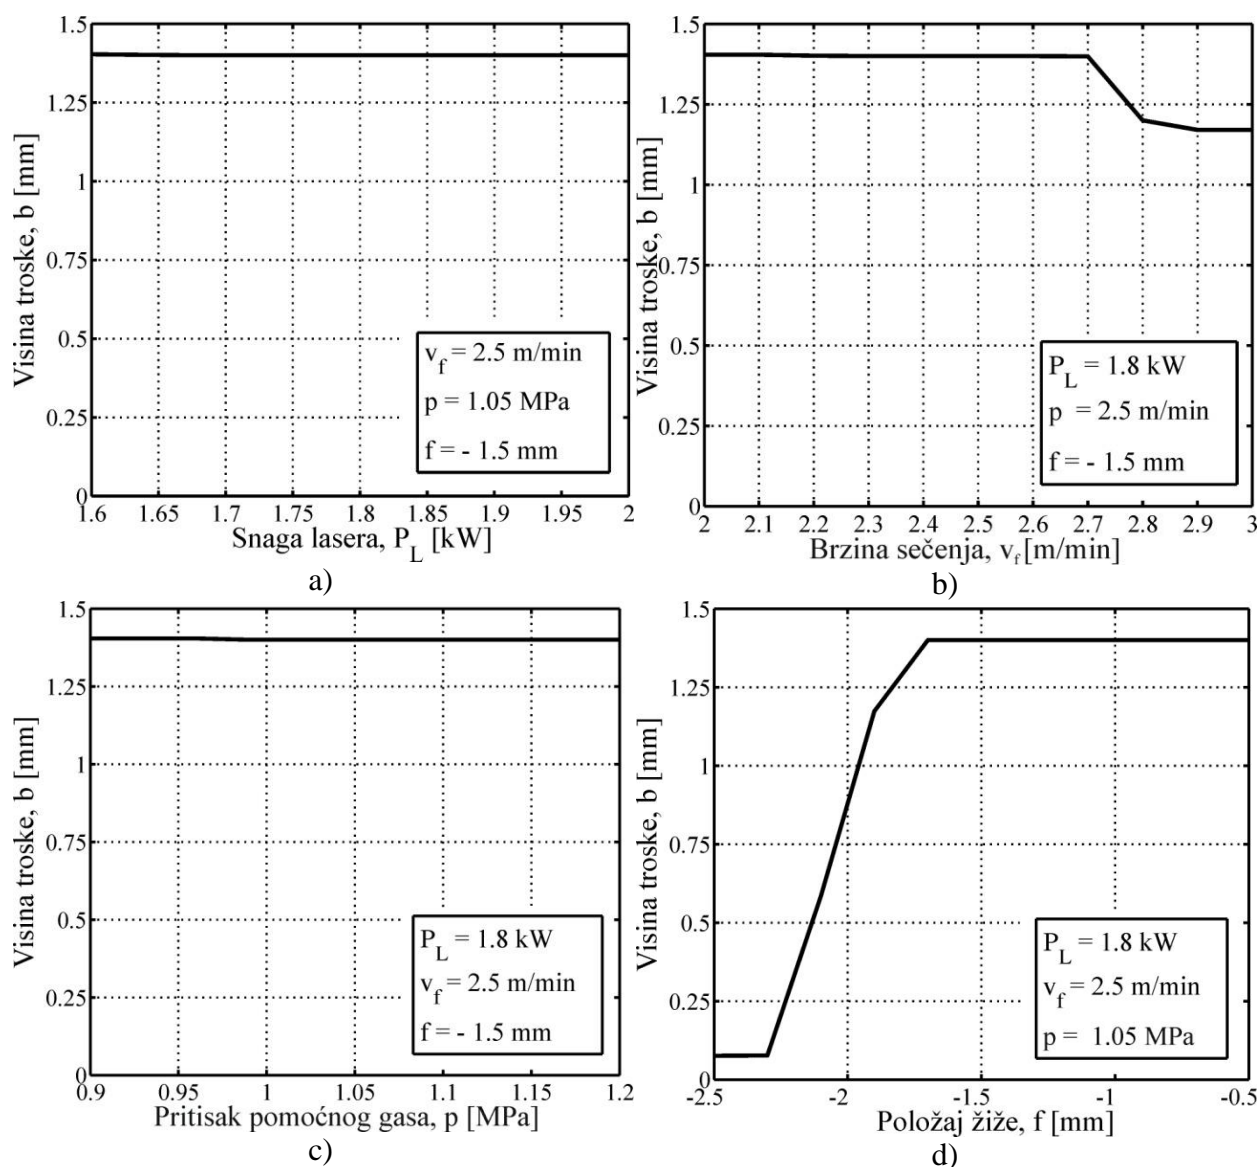 1.5
1.25
1
0.75
0.5
0.25
0
Visina troske, b [mm]
v_f = 2.5 m/min
p = 1.05 MPa
f = - 1.5 mm
1.6 1.65 1.7 1.75 1.8 1.85 1.9 1.95 2
Snaga lasera, P_L [kW]
a)
1.5
1.25
1
0.75
0.5
0.25
0
Visina troske, b [mm]
P_L = 1.8 kW
p = 2.5 m/min
f = - 1.5 mm
2 2.1 2.2 2.3 2.4 2.5 2.6 2.7 2.8 2.9 3
Brzina sečenja, v_f [m/min]
b)
1.5
1.25
1
0.75
0.5
0.25
0
Visina troske, b [mm]
P_L = 1.8 kW
v_f = 2.5 m/min
f = - 1.5 mm
0.9 0.95 1 1.05 1.1 1.15 1.2
Pritisak pomoćnog gasa, p [MPa]
c)
1.5
1.25
1
0.75
0.5
0.25
0
Visina troske, b [mm]
P_L = 1.8 kW
v_f = 2.5 m/min
p = 1.05 MPa
-2.5 -2 -1.5 -1 -0.5
Položaj žiže, f [mm]
d)